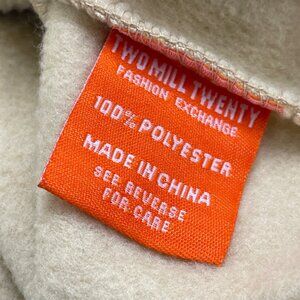 TWO MILL TWENTY
FASHION EXCHANGE
100% POLYESTER
MADE IN CHINA
SEE REVERSE
FOR CARE